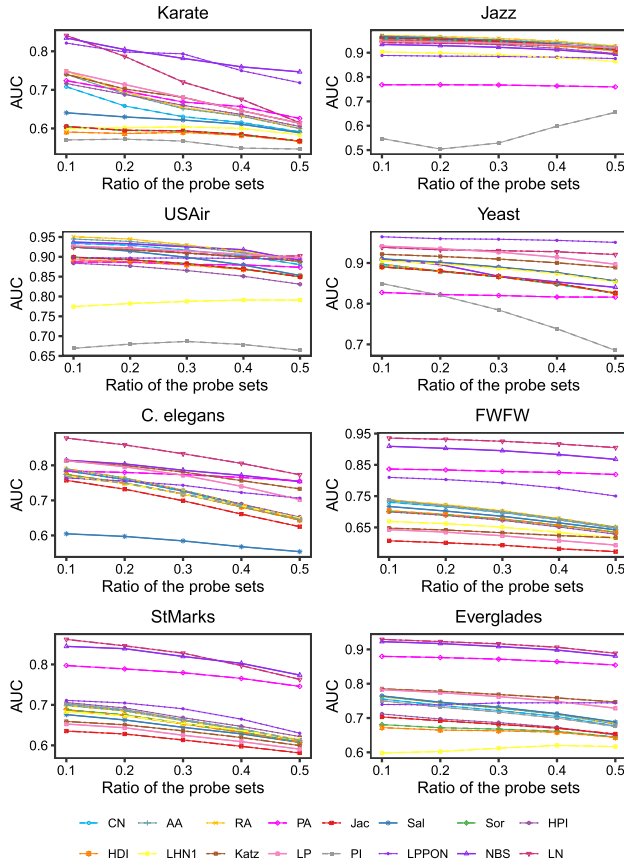 Karate
AUC
0.8
0.7
0.6
0.1 0.2 0.3 0.4 0.5
Ratio of the probe sets
Jazz
AUC
0.9
0.8
0.7
0.6
0.5
0.1 0.2 0.3 0.4 0.5
Ratio of the probe sets
USAir
AUC
0.95
0.90
0.85
0.80
0.75
0.70
0.65
0.1 0.2 0.3 0.4 0.5
Ratio of the probe sets
Yeast
AUC
0.9
0.8
0.7
0.1 0.2 0.3 0.4 0.5
Ratio of the probe sets
C. elegans
AUC
0.8
0.7
0.6
0.1 0.2 0.3 0.4 0.5
Ratio of the probe sets
FWFW
AUC
0.95
0.85
0.75
0.65
0.1 0.2 0.3 0.4 0.5
Ratio of the probe sets
StMarks
AUC
0.8
0.7
0.6
0.1 0.2 0.3 0.4 0.5
Ratio of the probe sets
Everglades
AUC
0.9
0.8
0.7
0.6
0.1 0.2 0.3 0.4 0.5
Ratio of the probe sets
CN AA RA PA Jac Sal Sor HPI
HDI LHN1 Katz LP PI LPPON NBS LN